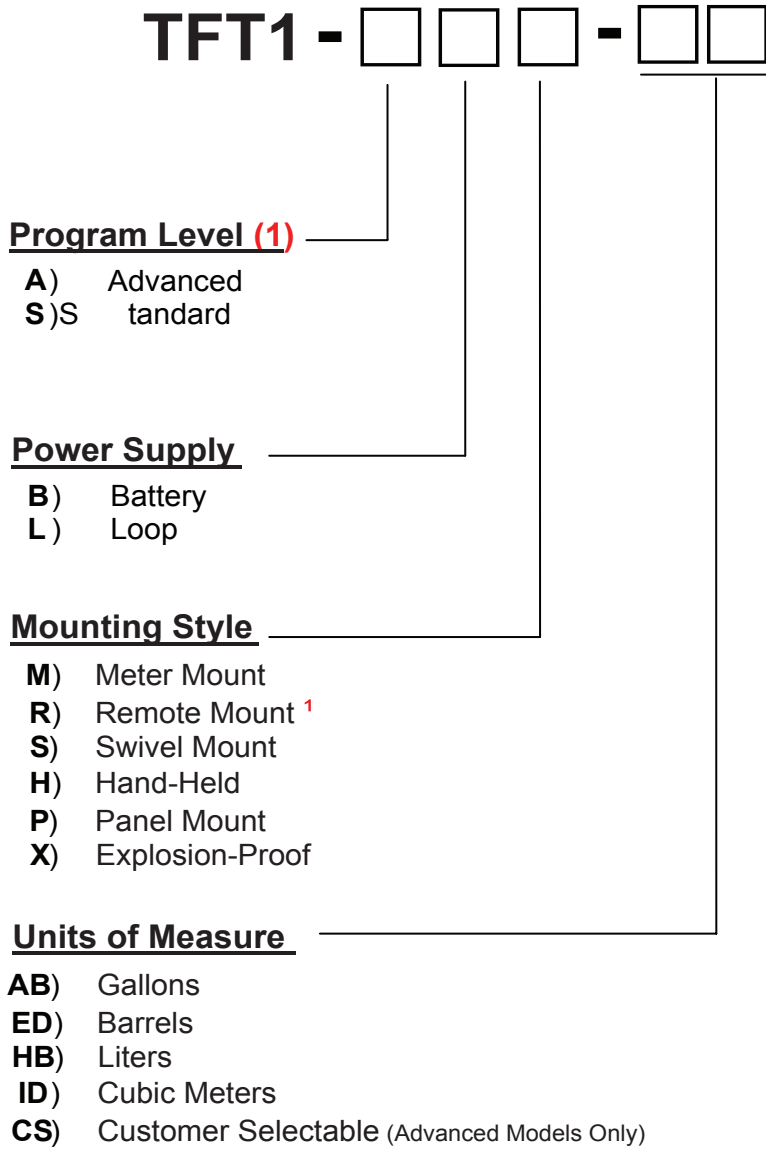 TFT1 - -
Program Level (1)
A) Advanced
S)S tandard
Power Supply
B) Battery
L) Loop
Mounting Style
M) Meter Mount
R) Remote Mount ¹
S) Swivel Mount
H) Hand-Held
P) Panel Mount
X) Explosion-Proof
Units of Measure
AB) Gallons
ED) Barrels
HB) Liters
ID) Cubic Meters
CS) Customer Selectable (Advanced Models Only)